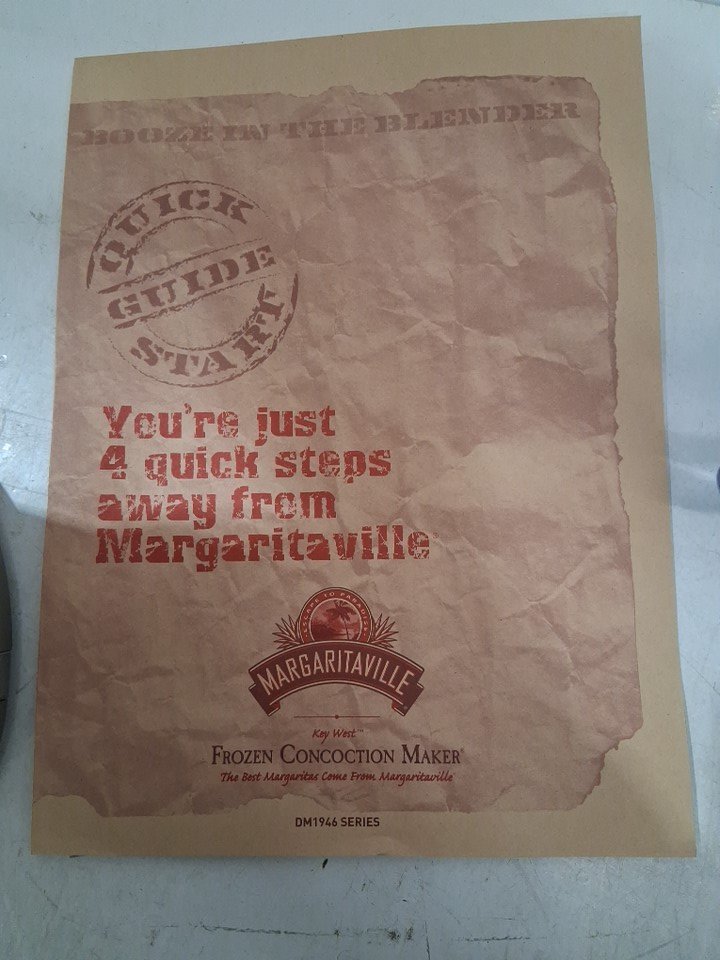 BOOZE IN THE BLENDER
QUICK
GUIDE
START
You're just
4 quick steps
away from
Margaritaville
ESCAPE TO PARADISE
MARGARITAVILLE
Key West™
FROZEN CONCOCTION MAKER®
The Best Margaritas Come From Margaritaville
DM1946 SERIES